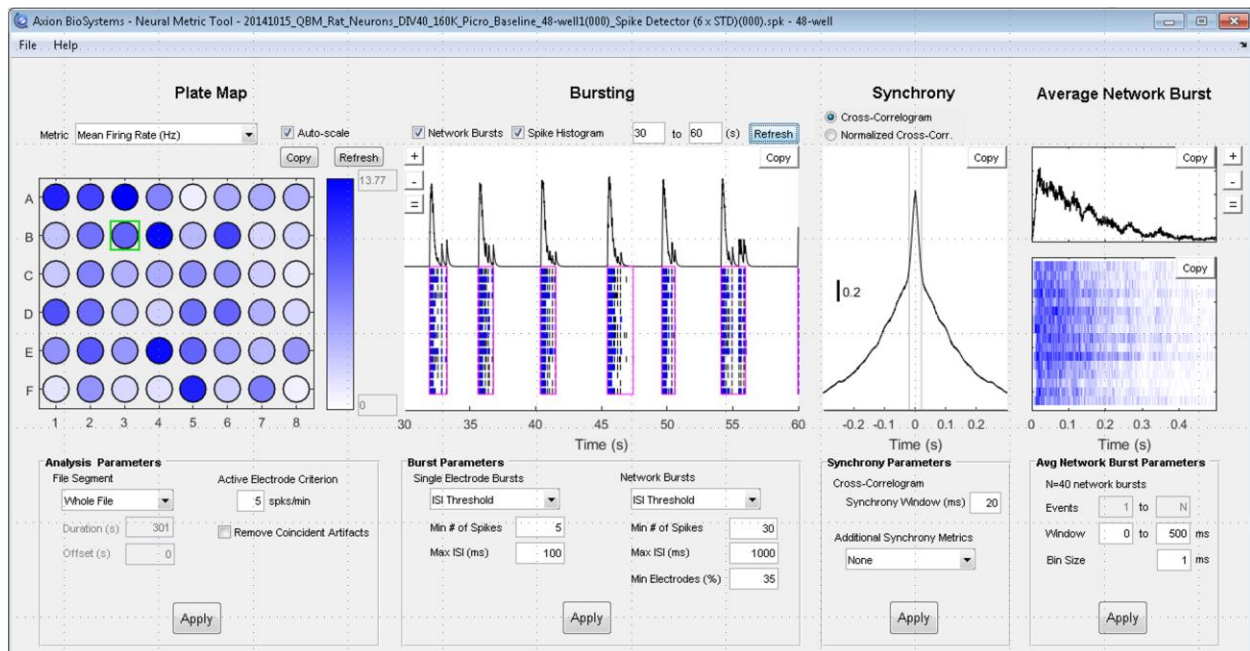 Axion BioSystems - Neural Metric Tool - 20141015_QBM_Rat_Neurons_DIV40_160K_Picro_Baseline_48-well1(000)_Spike Detector (6 x STD)(000).spk - 48-well
File Help
Plate Map
Metric Mean Firing Rate (Hz) Auto-scale
Copy Refresh
13.77
0
A
B
C
D
E
F
1 2 3 4 5 6 7 8
Bursting
Network Bursts Spike Histogram 30 to 60 (s) Refresh
+
-
=
Copy
30 35 40 45 50 55 60
Time (s)
Synchrony
Cross-Correlogram
Normalized Cross-Corr.
Copy
0.2
-0.2 -0.1 0 0.1 0.2
Time (s)
Average Network Burst
Copy
+
-
=
Copy
0 0.1 0.2 0.3 0.4
Time (s)
Analysis Parameters
File Segment
Whole File
Duration (s) 301
Offset (s) 0
Active Electrode Criterion
5 spks/min
Remove Coincident Artifacts
Apply
Burst Parameters
Single Electrode Bursts
ISI Threshold
Min # of Spikes 5
Max ISI (ms) 100
Network Bursts
ISI Threshold
Min # of Spikes 30
Max ISI (ms) 1000
Min Electrodes (%) 35
Apply
Synchrony Parameters
Cross-Correlogram
Synchrony Window (ms) 20
Additional Synchrony Metrics
None
Apply
Avg Network Burst Parameters
N=40 network bursts
Events 1 to N
Window 0 to 500 ms
Bin Size 1 ms
Apply